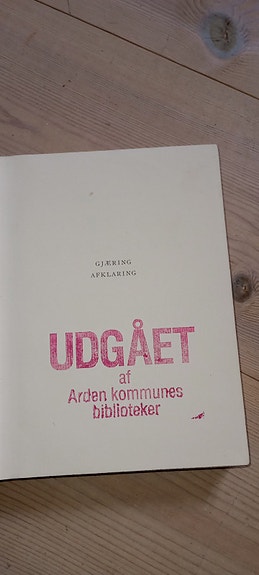 GJÆRING
AFKLARING
UDGÅET
af
Arden kommunes
biblioteker